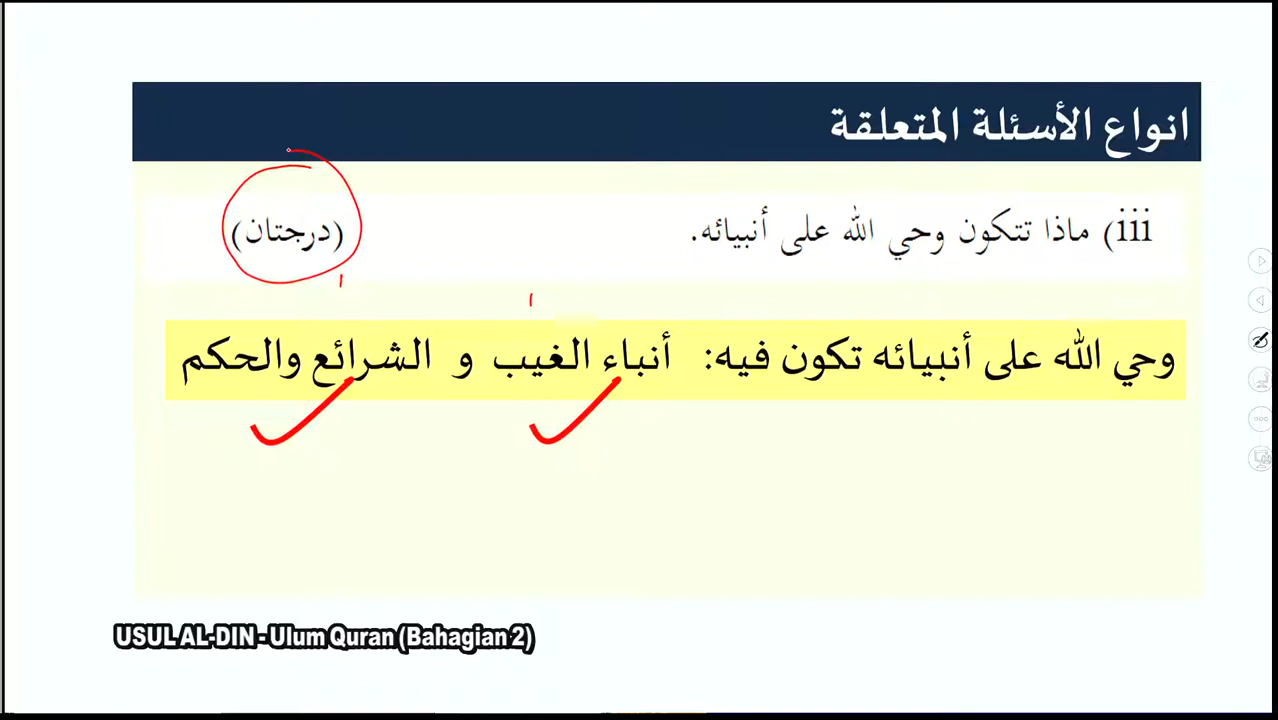 انواع الأسئلة المتعلقة
iii) ماذا تتكون وحي الله على أنبيائه. (درجتان)
وحي الله على أنبيائه تكون فيه: أنباء الغيب و الشرائع والحكم
USUL AL-DIN - Ulum Quran (Bahagian 2)